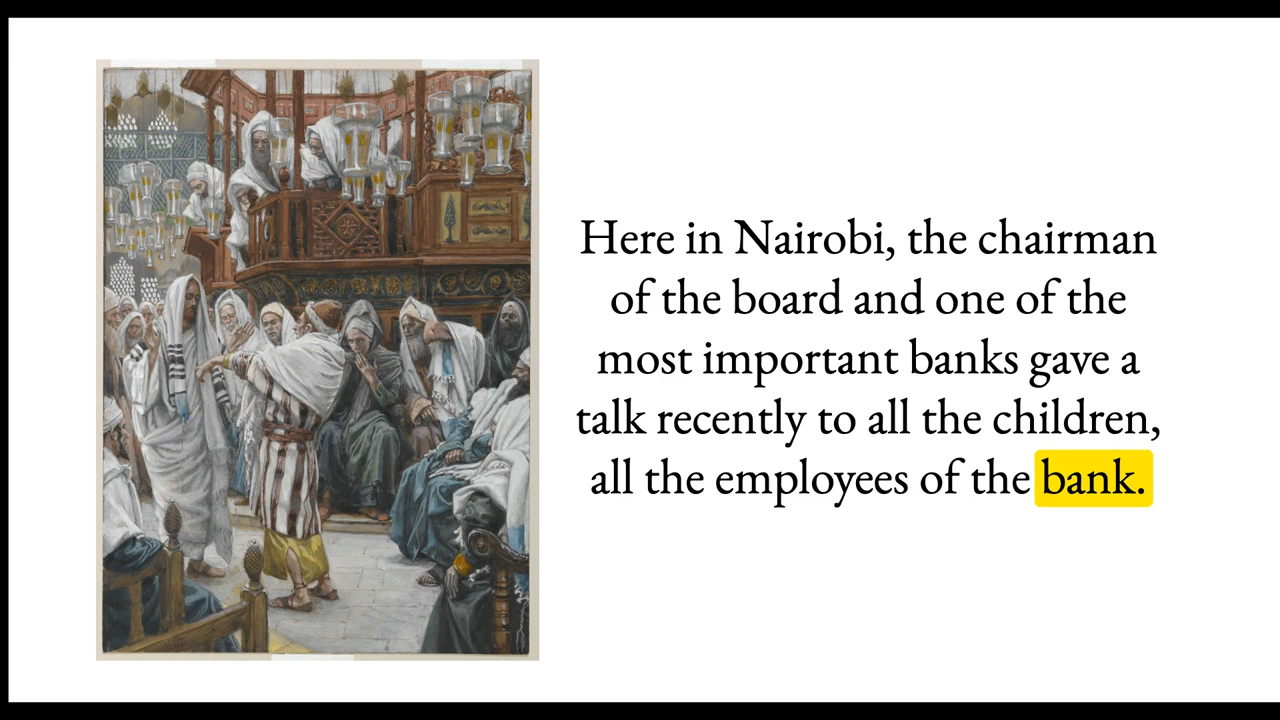 Here in Nairobi, the chairman
of the board and one of the
most important banks gave a
talk recently to all the children,
all the employees of the bank.